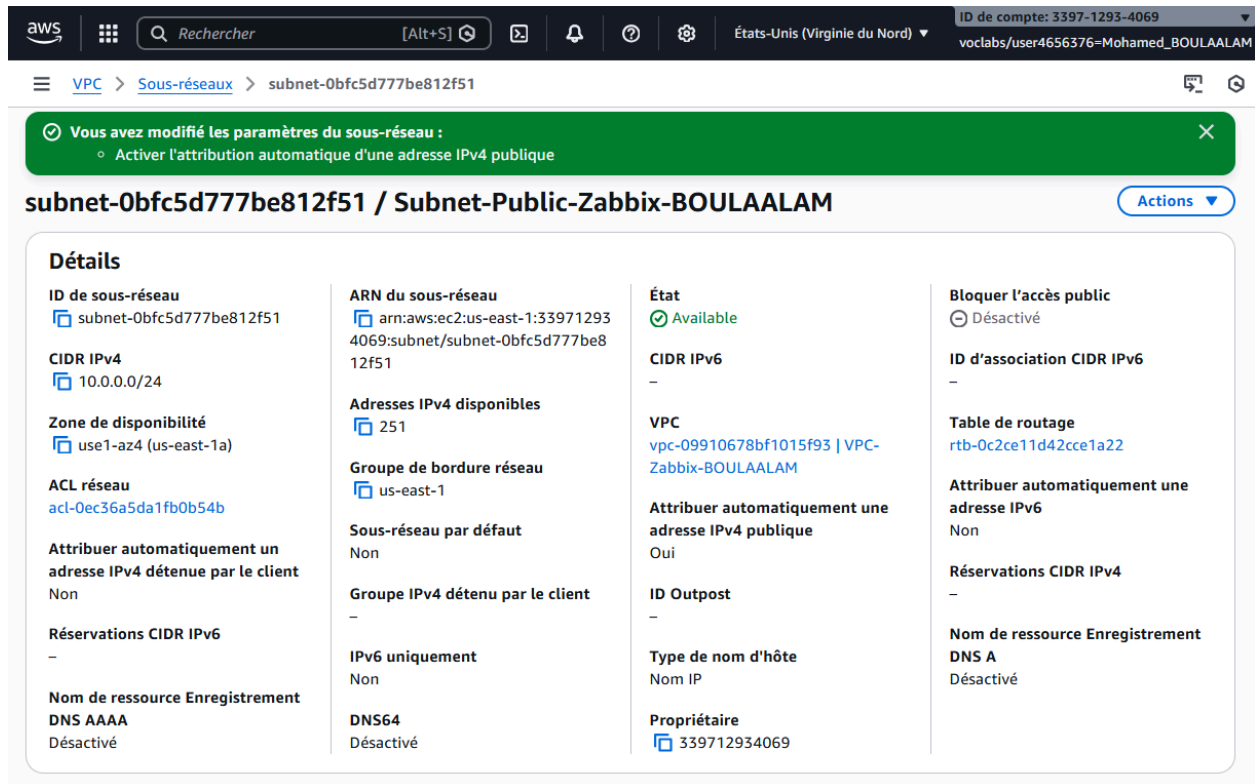 aws
Rechercher
[Alt+S]
États-Unis (Virginie du Nord) ▼
ID de compte: 3397-1293-4069
voclabs/user4656376=Mohamed_BOULAALAM
VPC > Sous-réseaux > subnet-0bfc5d777be812f51
Vous avez modifié les paramètres du sous-réseau :
Activer l'attribution automatique d'une adresse IPv4 publique
subnet-0bfc5d777be812f51 / Subnet-Public-Zabbix-BOULAALAM
Actions ▼
Détails
ID de sous-réseau
subnet-0bfc5d777be812f51
CIDR IPv4
10.0.0.0/24
Zone de disponibilité
use1-az4 (us-east-1a)
ACL réseau
acl-0ec36a5da1fb0b54b
Attribuer automatiquement un
adresse IPv4 détenue par le client
Non
Réservations CIDR IPv6
–
Nom de ressource Enregistrement
DNS AAAA
Désactivé
ARN du sous-réseau
arn:aws:ec2:us-east-1:33971293
4069:subnet/subnet-0bfc5d777be8
12f51
Adresses IPv4 disponibles
251
Groupe de bordure réseau
us-east-1
Sous-réseau par défaut
Non
Groupe IPv4 détenu par le client
–
IPv6 uniquement
Non
DNS64
Désactivé
État
Available
CIDR IPv6
–
VPC
vpc-09910678bf1015f93 | VPC-
Zabbix-BOULAALAM
Attribuer automatiquement une
adresse IPv4 publique
Oui
ID Outpost
–
Type de nom d'hôte
Nom IP
Propriétaire
339712934069
Bloquer l’accès public
Désactivé
ID d’association CIDR IPv6
–
Table de routage
rtb-0c2ce11d42cce1a22
Attribuer automatiquement une
adresse IPv6
Non
Réservations CIDR IPv4
–
Nom de ressource Enregistrement
DNS A
Désactivé